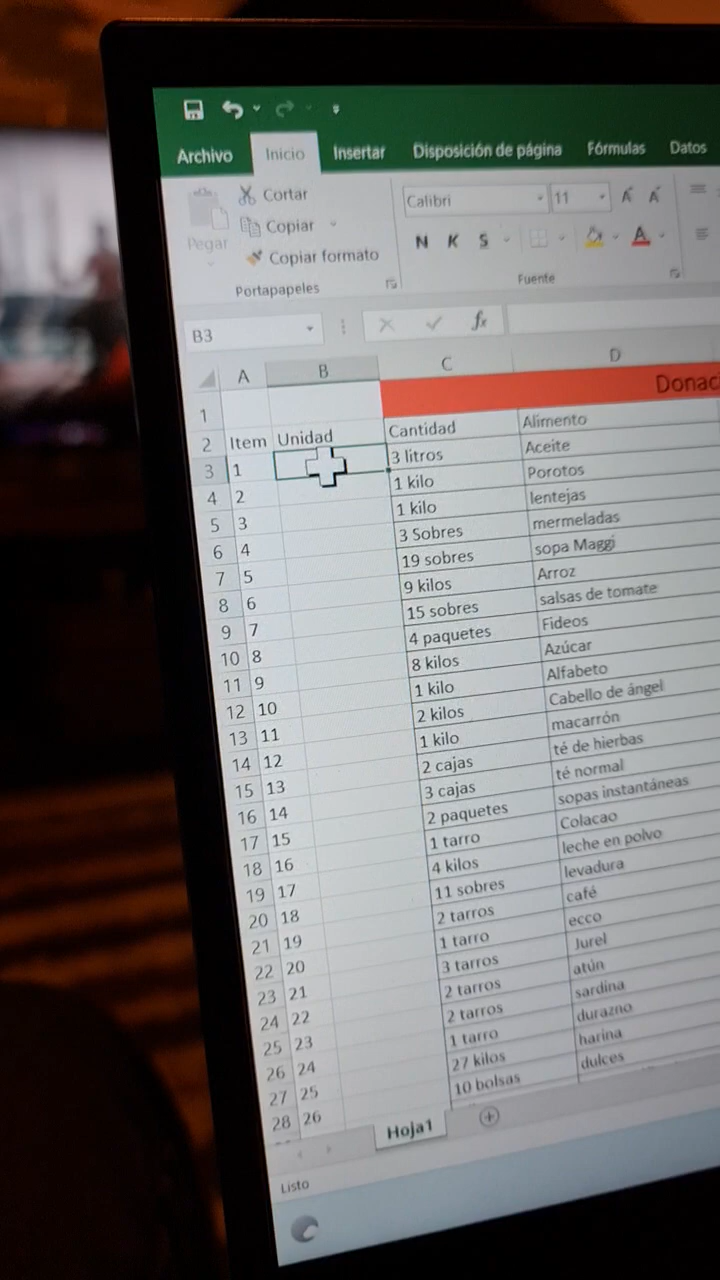 Archivo Inicio Insertar Disposición de página Fórmulas Datos
Pegar
Cortar
Copiar
Copiar formato
Portapapeles
Calibri 11
N K S
Fuente
B3 fx
A B C D
1 Donac
2 Item Unidad Cantidad Alimento
3 1 3 litros Aceite
4 2 1 kilo Porotos
5 3 1 kilo lentejas
6 4 3 Sobres mermeladas
7 5 19 sobres sopa Maggi
8 6 9 kilos Arroz
9 7 15 sobres salsas de tomate
10 8 4 paquetes Fideos
11 9 8 kilos Azúcar
12 10 1 kilo Alfabeto
13 11 2 kilos Cabello de ángel
14 12 1 kilo macarrón
15 13 2 cajas té de hierbas
16 14 3 cajas té normal
17 15 2 paquetes sopas instantáneas
18 16 1 tarro Colacao
19 17 4 kilos leche en polvo
20 18 11 sobres levadura
21 19 2 tarros café
22 20 1 tarro ecco
23 21 3 tarros Jurel
24 22 2 tarros atún
25 23 2 tarros sardina
26 24 1 tarro durazno
27 25 27 kilos harina
28 26 10 bolsas dulces
Hoja1
Listo